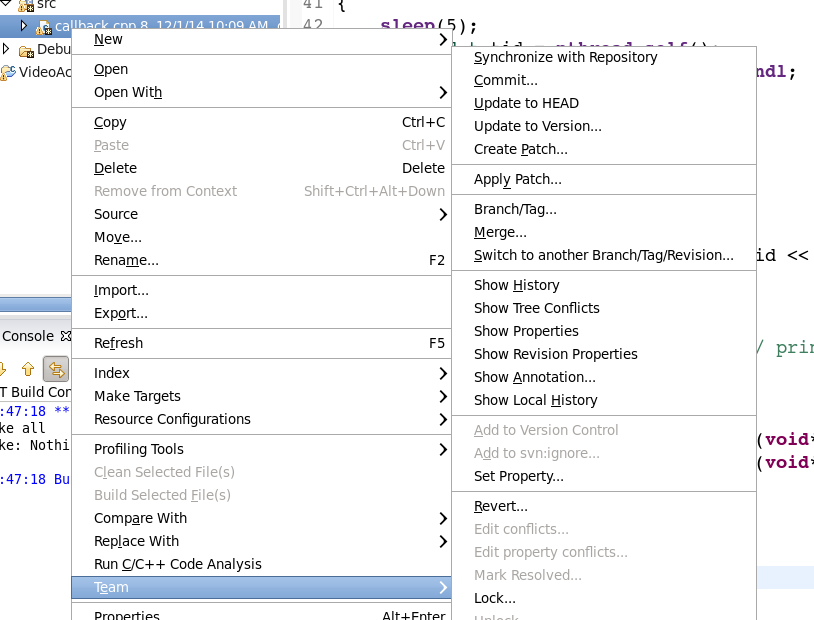 src
callback.cpp 8 12/1/14 10:09 AM
Debu
VideoAc
41 {
42 sleep(5);
ndl;
id <<
/ prin
(void*
(void*
New
Open
Open With
Copy Ctrl+C
Paste Ctrl+V
Delete Delete
Remove from Context Shift+Ctrl+Alt+Down
Source
Move...
Rename... F2
Import...
Export...
Refresh F5
Index
Make Targets
Resource Configurations
Profiling Tools
Clean Selected File(s)
Build Selected File(s)
Compare With
Replace With
Run C/C++ Code Analysis
Team
Properties Alt+Enter
Synchronize with Repository
Commit...
Update to HEAD
Update to Version...
Create Patch...
Apply Patch...
Branch/Tag...
Merge...
Switch to another Branch/Tag/Revision...
Show History
Show Tree Conflicts
Show Properties
Show Revision Properties
Show Annotation...
Show Local History
Add to Version Control
Add to svn:ignore...
Set Property...
Revert...
Edit conflicts...
Edit property conflicts...
Mark Resolved...
Lock...
Unlock
Console
T Build Con
:47:18 **
ke all
ke: Nothi
:47:18 Bu